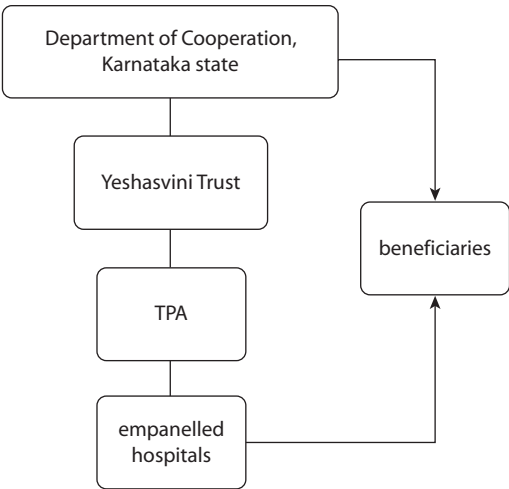 Department of Cooperation,
Karnataka state
Yeshasvini Trust
beneficiaries
TPA
empanelled
hospitals